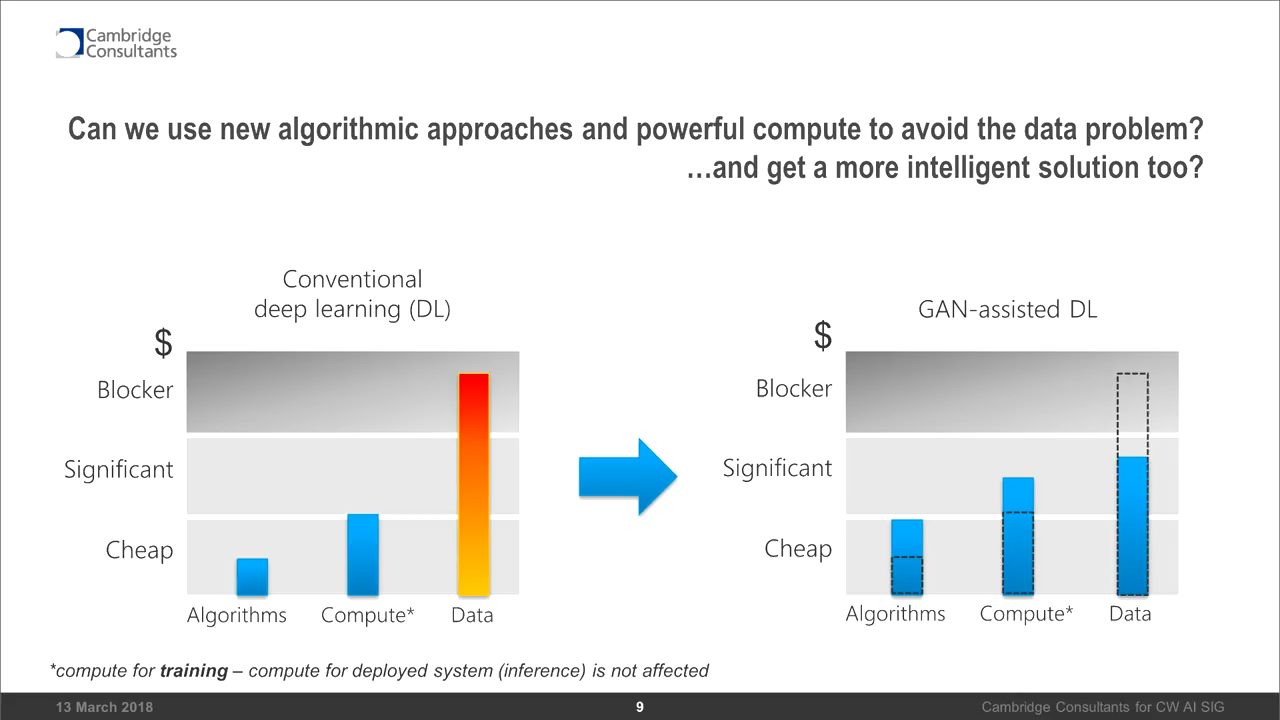 Cambridge
Consultants
Can we use new algorithmic approaches and powerful compute to avoid the data problem?
…and get a more intelligent solution too?
Conventional
deep learning (DL)
$
Blocker
Significant
Cheap
Algorithms Compute* Data
GAN-assisted DL
$
Blocker
Significant
Cheap
Algorithms Compute* Data
*compute for training – compute for deployed system (inference) is not affected
13 March 2018 9 Cambridge Consultants for CW AI SIG